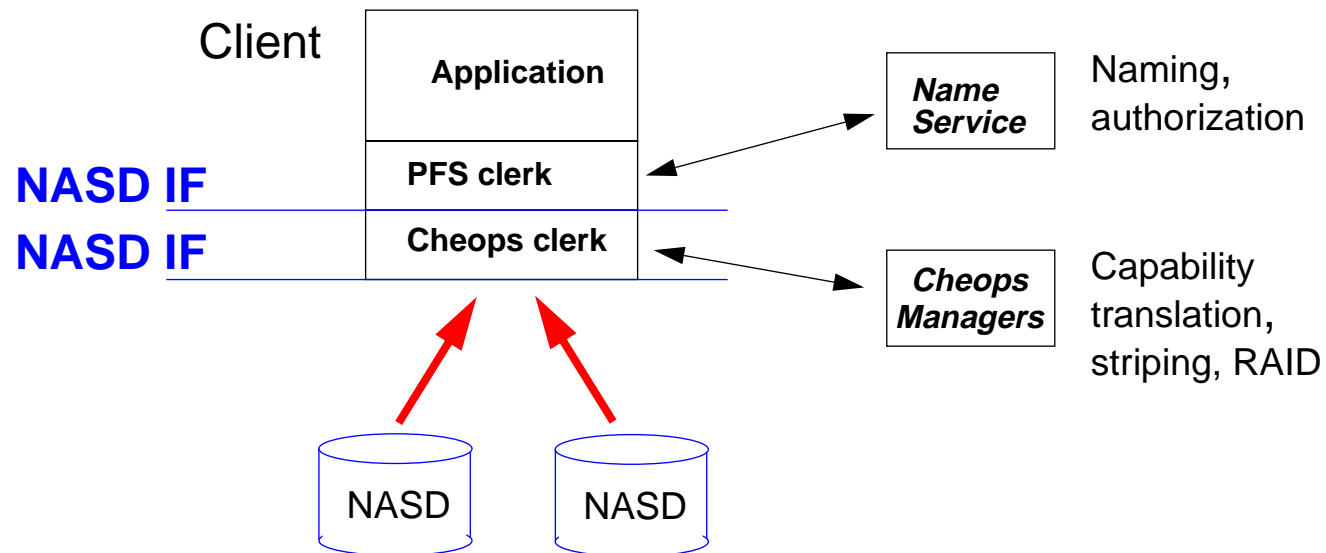 Client
Application
PFS clerk
Cheops clerk
NASD IF
NASD IF
Name
Service
Naming,
authorization
Cheops
Managers
Capability
translation,
striping, RAID
NASD
NASD